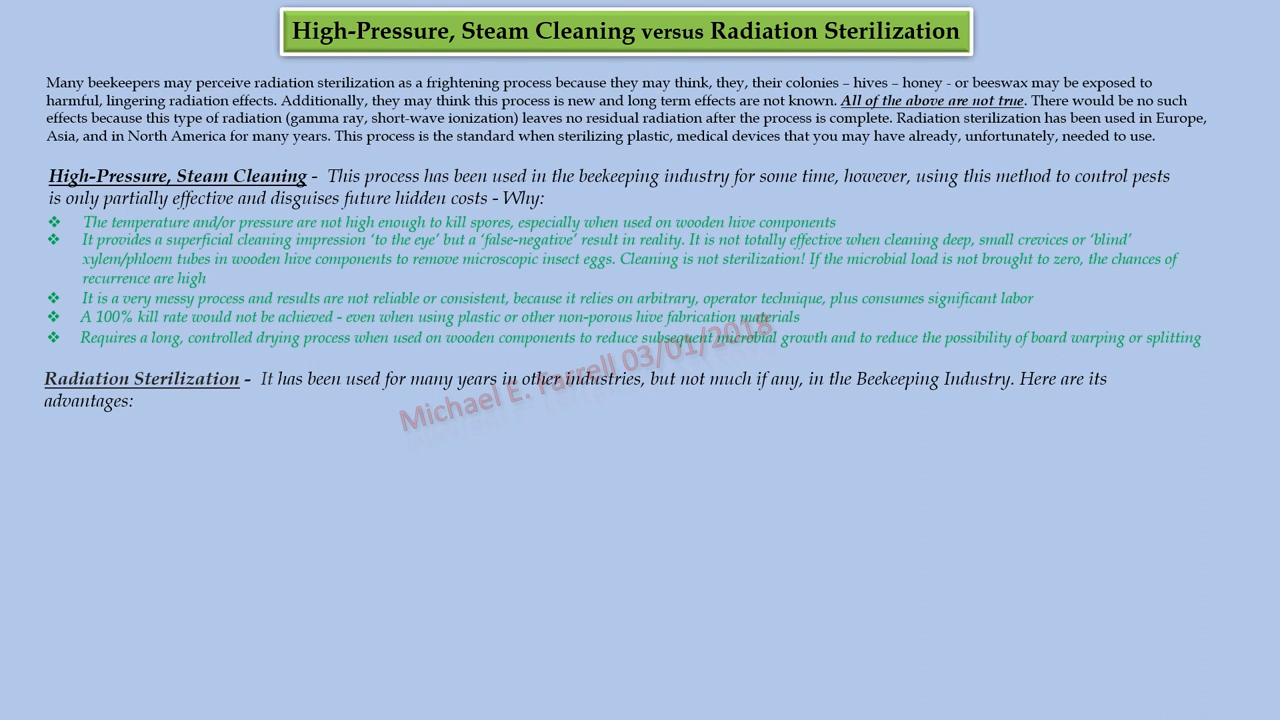 High-Pressure, Steam Cleaning versus Radiation Sterilization
Many beekeepers may perceive radiation sterilization as a frightening process because they may think, they, their colonies – hives – honey - or beeswax may be exposed to
harmful, lingering radiation effects. Additionally, they may think this process is new and long term effects are not known. All of the above are not true. There would be no such
effects because this type of radiation (gamma ray, short-wave ionization) leaves no residual radiation after the process is complete. Radiation sterilization has been used in Europe,
Asia, and in North America for many years. This process is the standard when sterilizing plastic, medical devices that you may have already, unfortunately, needed to use.
High-Pressure, Steam Cleaning - This process has been used in the beekeeping industry for some time, however, using this method to control pests
is only partially effective and disguises future hidden costs - Why:
❖ The temperature and/or pressure are not high enough to kill spores, especially when used on wooden hive components
❖ It provides a superficial cleaning impression ‘to the eye’ but a ‘false-negative’ result in reality. It is not totally effective when cleaning deep, small crevices or ‘blind’
xylem/phloem tubes in wooden hive components to remove microscopic insect eggs. Cleaning is not sterilization! If the microbial load is not brought to zero, the chances of
recurrence are high
❖ It is a very messy process and results are not reliable or consistent, because it relies on arbitrary, operator technique, plus consumes significant labor
❖ A 100% kill rate would not be achieved - even when using plastic or other non-porous hive fabrication materials
❖ Requires a long, controlled drying process when used on wooden components to reduce subsequent microbial growth and to reduce the possibility of board warping or splitting
Michael E. Farrell 03/01/2018
Radiation Sterilization - It has been used for many years in other industries, but not much if any, in the Beekeeping Industry. Here are its
advantages: